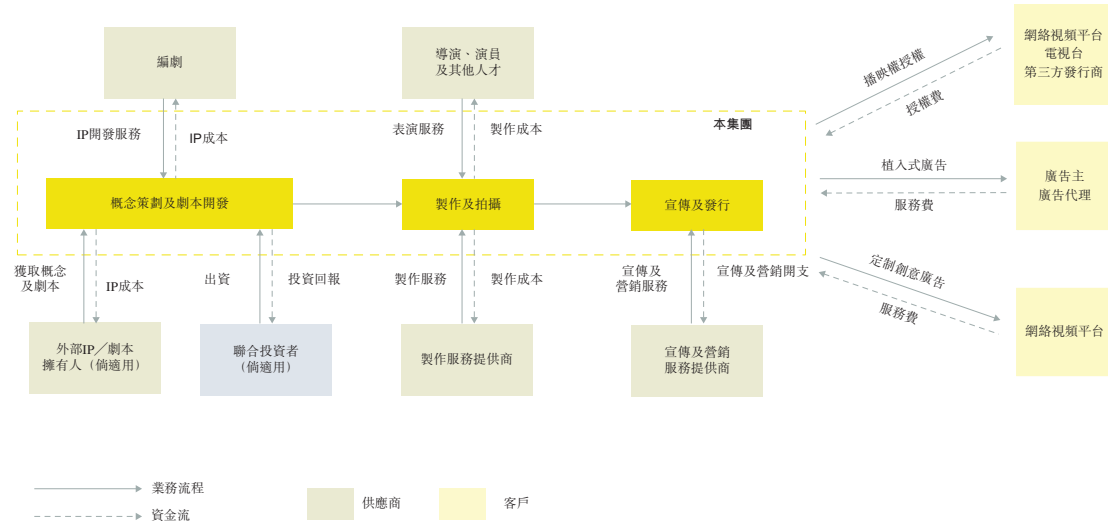 編劇
導演、演員
及其他人才
網絡視頻平台
電視台
第三方發行商
播映權授權
授權費
IP開發服務
IP成本
表演服務
製作成本
本集團
概念策劃及劇本開發
製作及拍攝
宣傳及發行
植入式廣告
服務費
廣告主
廣告代理
獲取概念
及劇本
IP成本
出資
投資回報
製作服務
製作成本
宣傳及
營銷服務
宣傳及營銷開支
定制創意廣告
服務費
外部IP／劇本
擁有人（倘適用）
聯合投資者
（倘適用）
製作服務提供商
宣傳及營銷
服務提供商
網絡視頻平台
業務流程
資金流
供應商
客戶